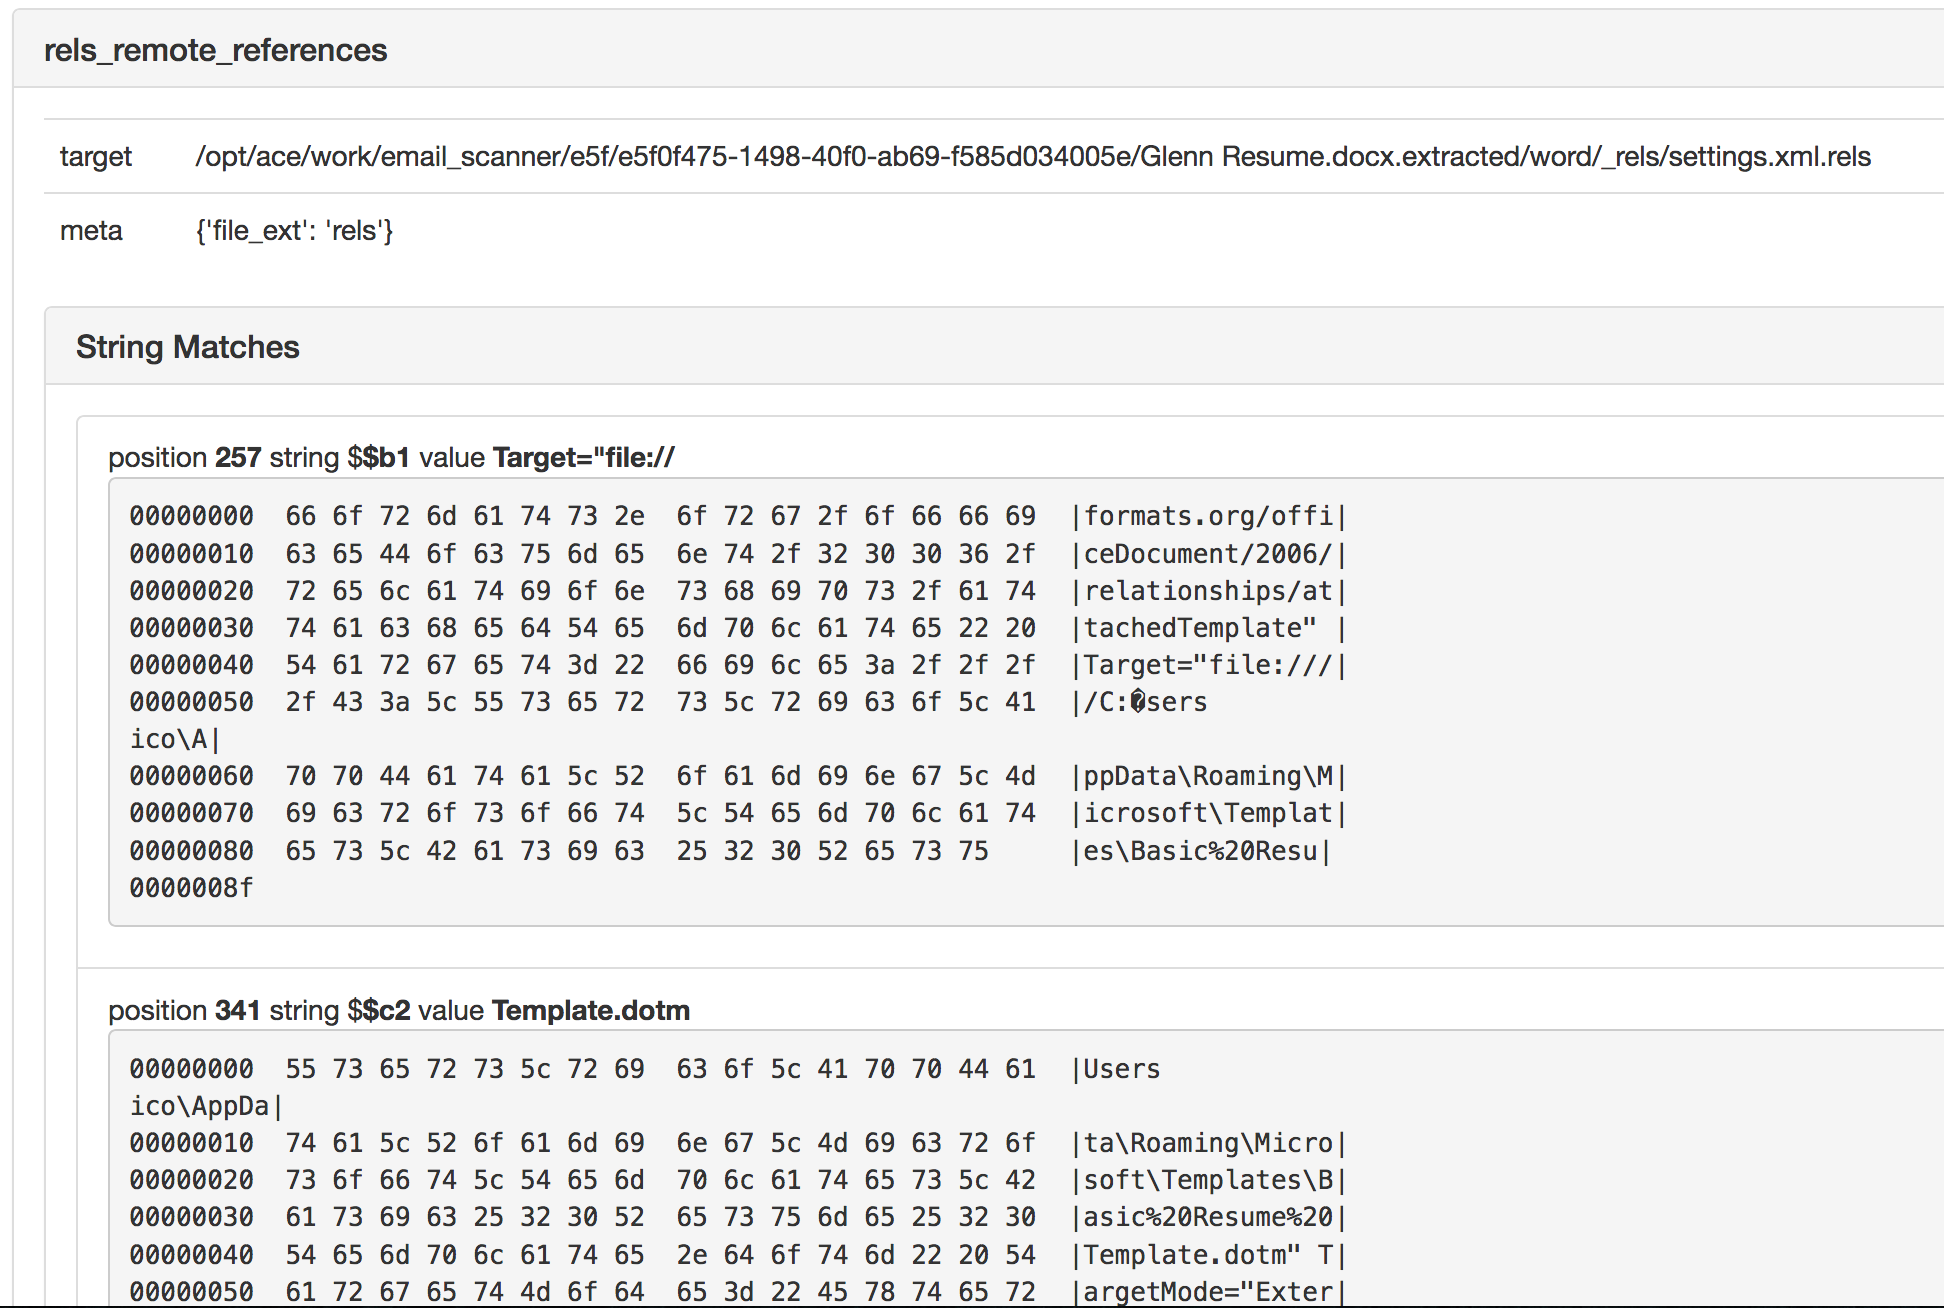 rels_remote_references
target /opt/ace/work/email_scanner/e5f/e5f0f475-1498-40f0-ab69-f585d034005e/Glenn Resume.docx.extracted/word/_rels/settings.xml.rels
meta {'file_ext': 'rels'}
String Matches
position 257 string $$b1 value Target="file://
00000000  66 6f 72 6d 61 74 73 2e  6f 72 67 2f 6f 66 66 69  |formats.org/offi|
00000010  63 65 44 6f 63 75 6d 65  6e 74 2f 32 30 30 36 2f  |ceDocument/2006/|
00000020  72 65 6c 61 74 69 6f 6e  73 68 69 70 73 2f 61 74  |relationships/at|
00000030  74 61 63 68 65 64 54 65  6d 70 6c 61 74 65 22 20  |tachedTemplate" |
00000040  54 61 72 67 65 74 3d 22  66 69 6c 65 3a 2f 2f 2f  |Target="file:///|
00000050  2f 43 3a 5c 55 73 65 72  73 5c 72 69 63 6f 5c 41  |/C:�sers
ico\A|
00000060  70 70 44 61 74 61 5c 52  6f 61 6d 69 6e 67 5c 4d  |ppData\Roaming\M|
00000070  69 63 72 6f 73 6f 66 74  5c 54 65 6d 70 6c 61 74  |icrosoft\Templat|
00000080  65 73 5c 42 61 73 69 63  25 32 30 52 65 73 75     |es\Basic%20Resu|
0000008f
position 341 string $$c2 value Template.dotm
00000000  55 73 65 72 73 5c 72 69  63 6f 5c 41 70 70 44 61  |Users
ico\AppDa|
00000010  74 61 5c 52 6f 61 6d 69  6e 67 5c 4d 69 63 72 6f  |ta\Roaming\Micro|
00000020  73 6f 66 74 5c 54 65 6d  70 6c 61 74 65 73 5c 42  |soft\Templates\B|
00000030  61 73 69 63 25 32 30 52  65 73 75 6d 65 25 32 30  |asic%20Resume%20|
00000040  54 65 6d 70 6c 61 74 65  2e 64 6f 74 6d 22 20 54  |Template.dotm" T|
00000050  61 72 67 65 74 4d 6f 64  65 3d 22 45 78 74 65 72  |argetMode="Exter|